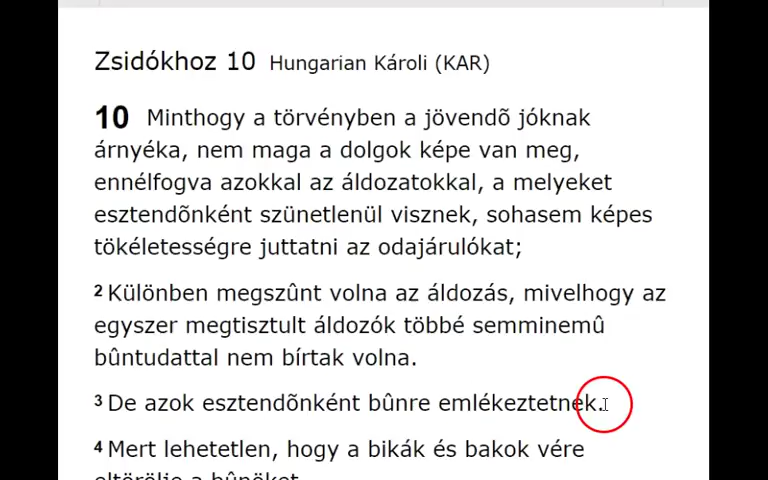 Zsidókhoz 10 Hungarian Károli (KAR)
10 Minthogy a törvényben a jövendõ jóknak
árnyéka, nem maga a dolgok képe van meg,
ennélfogva azokkal az áldozatokkal, a melyeket
esztendõnként szünetlenül visznek, sohasem képes
tökéletességre juttatni az odajárulókat;
2 Különben megszûnt volna az áldozás, mivelhogy az
egyszer megtisztult áldozók többé semminemû
bûntudattal nem bírtak volna.
3 De azok esztendõnként bûnre emlékeztetnek.
4 Mert lehetetlen, hogy a bikák és bakok vére
eltörölje a bûnöket.